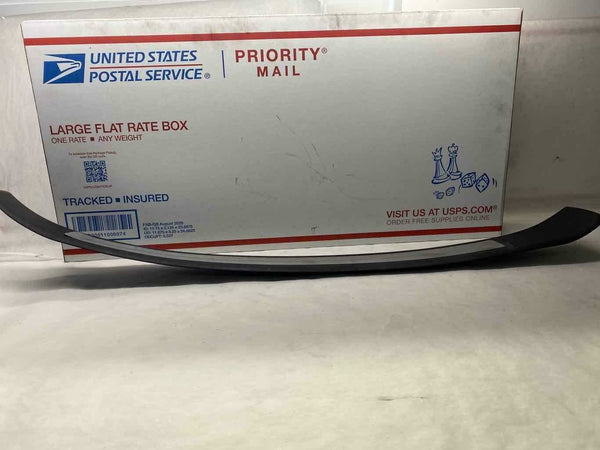 UNITED STATES
POSTAL SERVICE®
PRIORITY®
MAIL
LARGE FLAT RATE BOX
ONE RATE ■ ANY WEIGHT
TRACKED ■ INSURED
VISIT US AT USPS.COM®
ORDER FREE SUPPLIES ONLINE